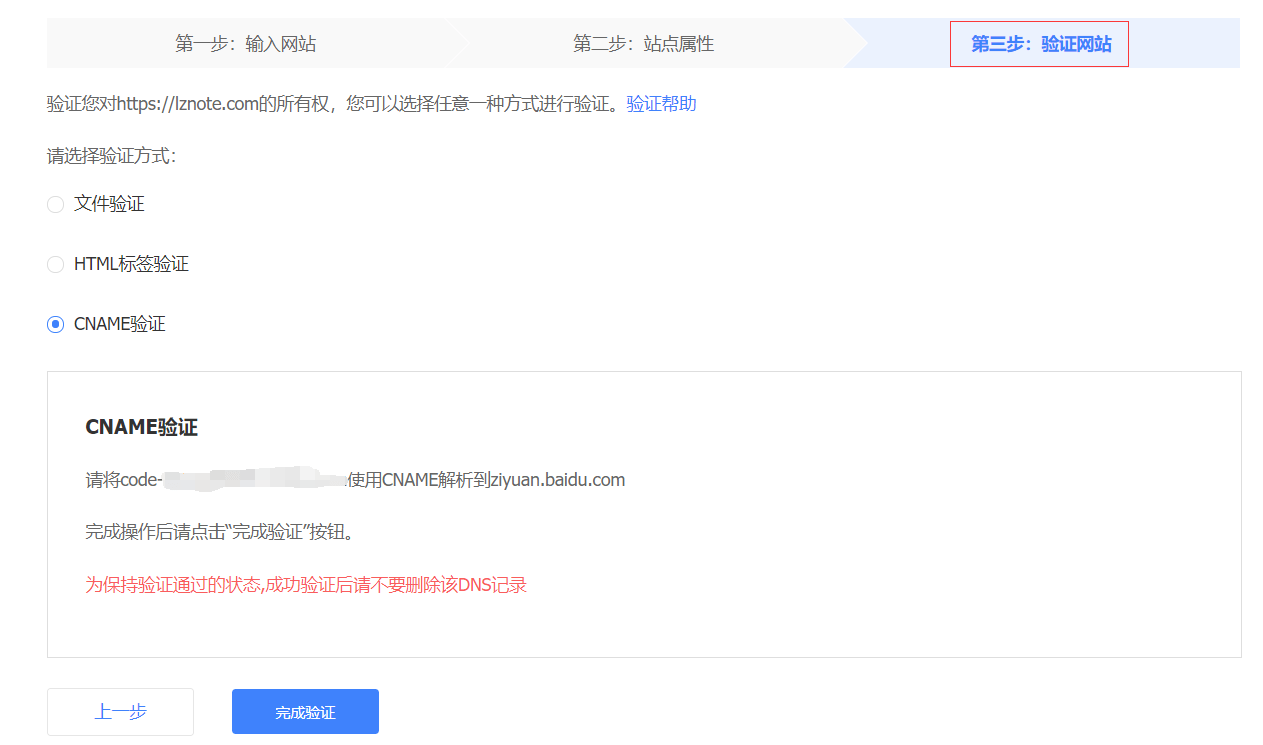 第一步：输入网站
第二步：站点属性
第三步：验证网站
验证您对https://lznote.com的所有权，您可以选择任意一种方式进行验证。验证帮助
请选择验证方式：
文件验证
HTML标签验证
CNAME验证
CNAME验证
请将code-使用CNAME解析到ziyuan.baidu.com
完成操作后请点击“完成验证”按钮。
为保持验证通过的状态,成功验证后请不要删除该DNS记录
上一步
完成验证